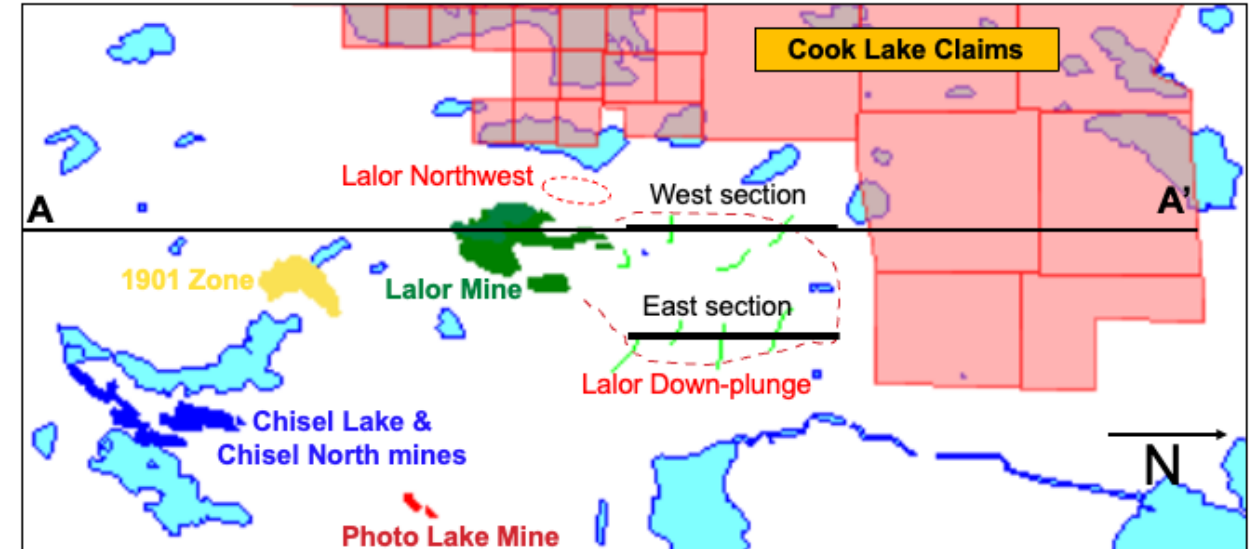 Cook Lake Claims
Lalor Northwest
West section
A
A'
1901 Zone
Lalor Mine
East section
Lalor Down-plunge
Chisel Lake &
Chisel North mines
N
Photo Lake Mine